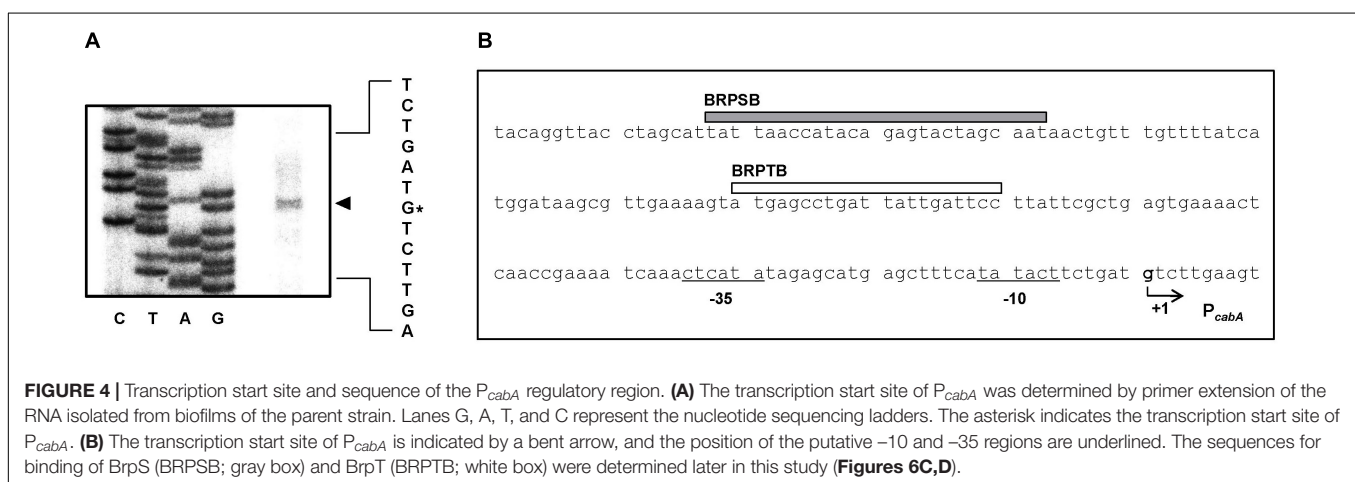 A
T
C
T
G
A
T
G*
T
C
T
T
G
A
C T A G
B
BRPSB
tacaggttac ctagcattat taaccataca gagtactagc aataactgtt tgttttatca
BRPTB
tggataagcg ttgaaaagta tgagcctgat tattgattcc ttattcgctg agtgaaaact
caaccgaaaa tcaaactcat atagagcatg agctttcata tacttctgat gtcttgaagt
-35 -10 +1 PcabA
FIGURE 4 | Transcription start site and sequence of the PcabA regulatory region. (A) The transcription start site of PcabA was determined by primer extension of the
RNA isolated from biofilms of the parent strain. Lanes G, A, T, and C represent the nucleotide sequencing ladders. The asterisk indicates the transcription start site of
PcabA. (B) The transcription start site of PcabA is indicated by a bent arrow, and the position of the putative –10 and –35 regions are underlined. The sequences for
binding of BrpS (BRPSB; gray box) and BrpT (BRPTB; white box) were determined later in this study (Figures 6C,D).